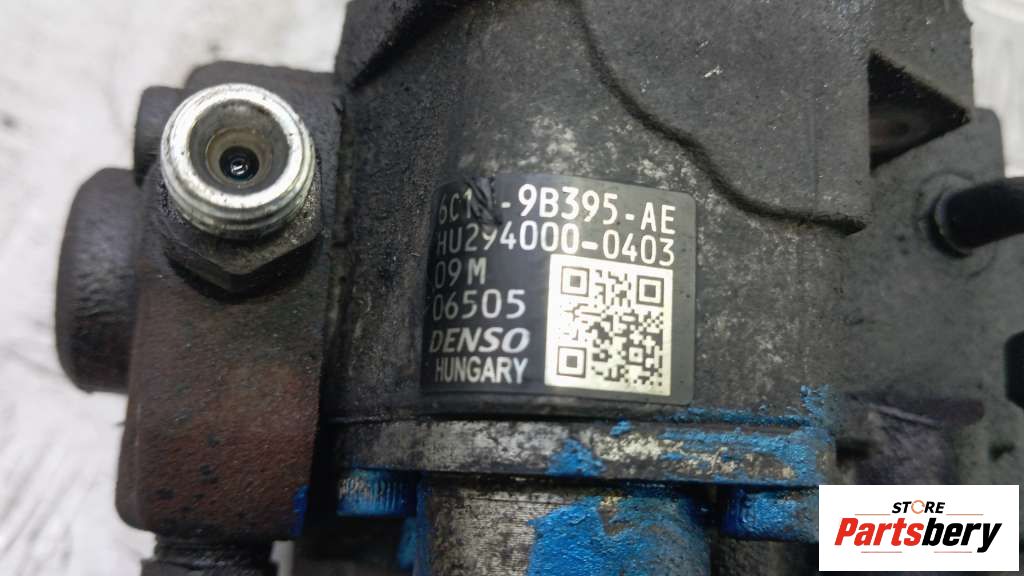 -9B395-AE
HU294000-0403
09M
06505
DENSO
HUNGARY
STORE
Partsbery